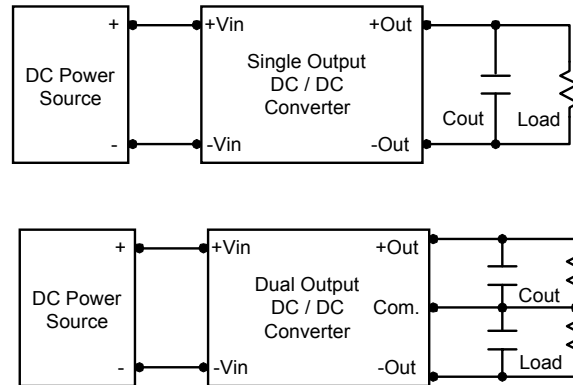 + +Vin +Out
DC Power
Source
Single Output
DC / DC
Converter
Cout Load
- -Vin -Out
+ +Vin +Out
DC Power
Source
Dual Output
DC / DC
Converter
Com.
Cout
Load
- -Vin -Out